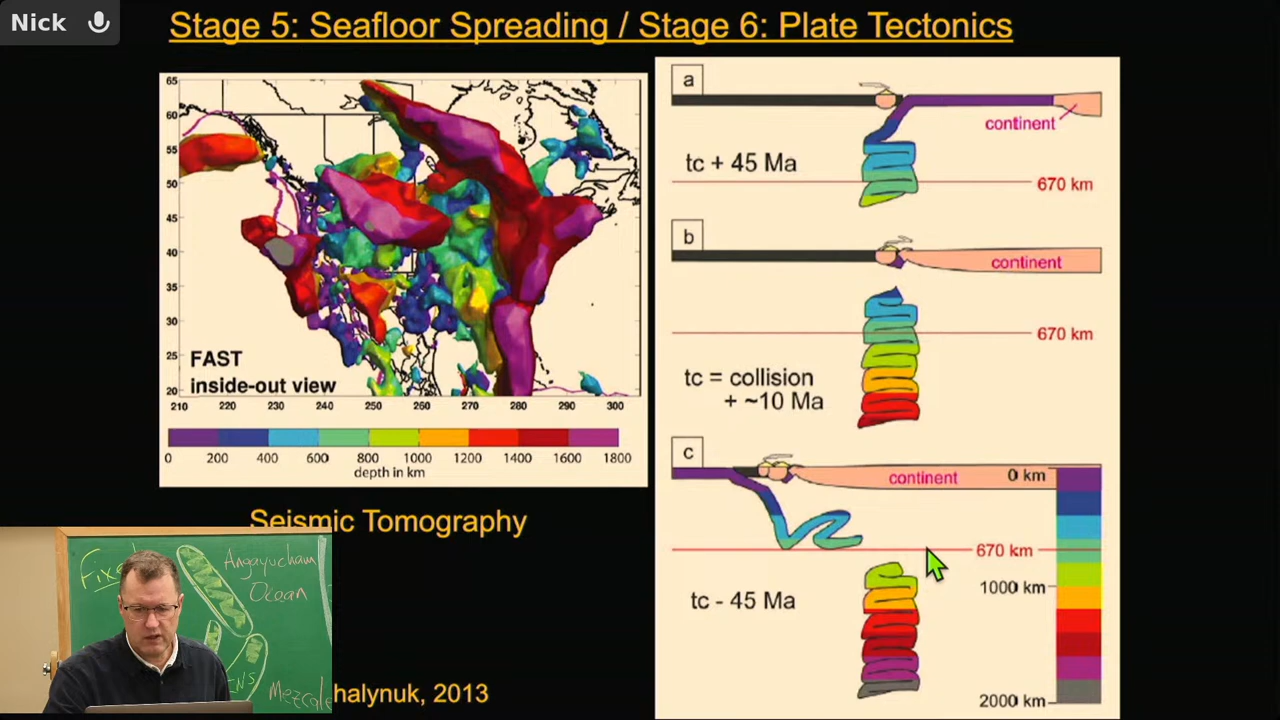 Nick
Stage 5: Seafloor Spreading / Stage 6: Plate Tectonics
65
60
55
50
45
40
35
30
25
20
FAST
inside-out view
210 220 230 240 250 260 270 280 290 300
0 200 400 600 800 1000 1200 1400 1600 1800
depth in km
Seismic Tomography
halynuk, 2013
a
continent
tc + 45 Ma
670 km
b
continent
670 km
tc = collision
+ ~10 Ma
c
continent
0 km
670 km
1000 km
tc - 45 Ma
2000 km
Angayucham
Ocean